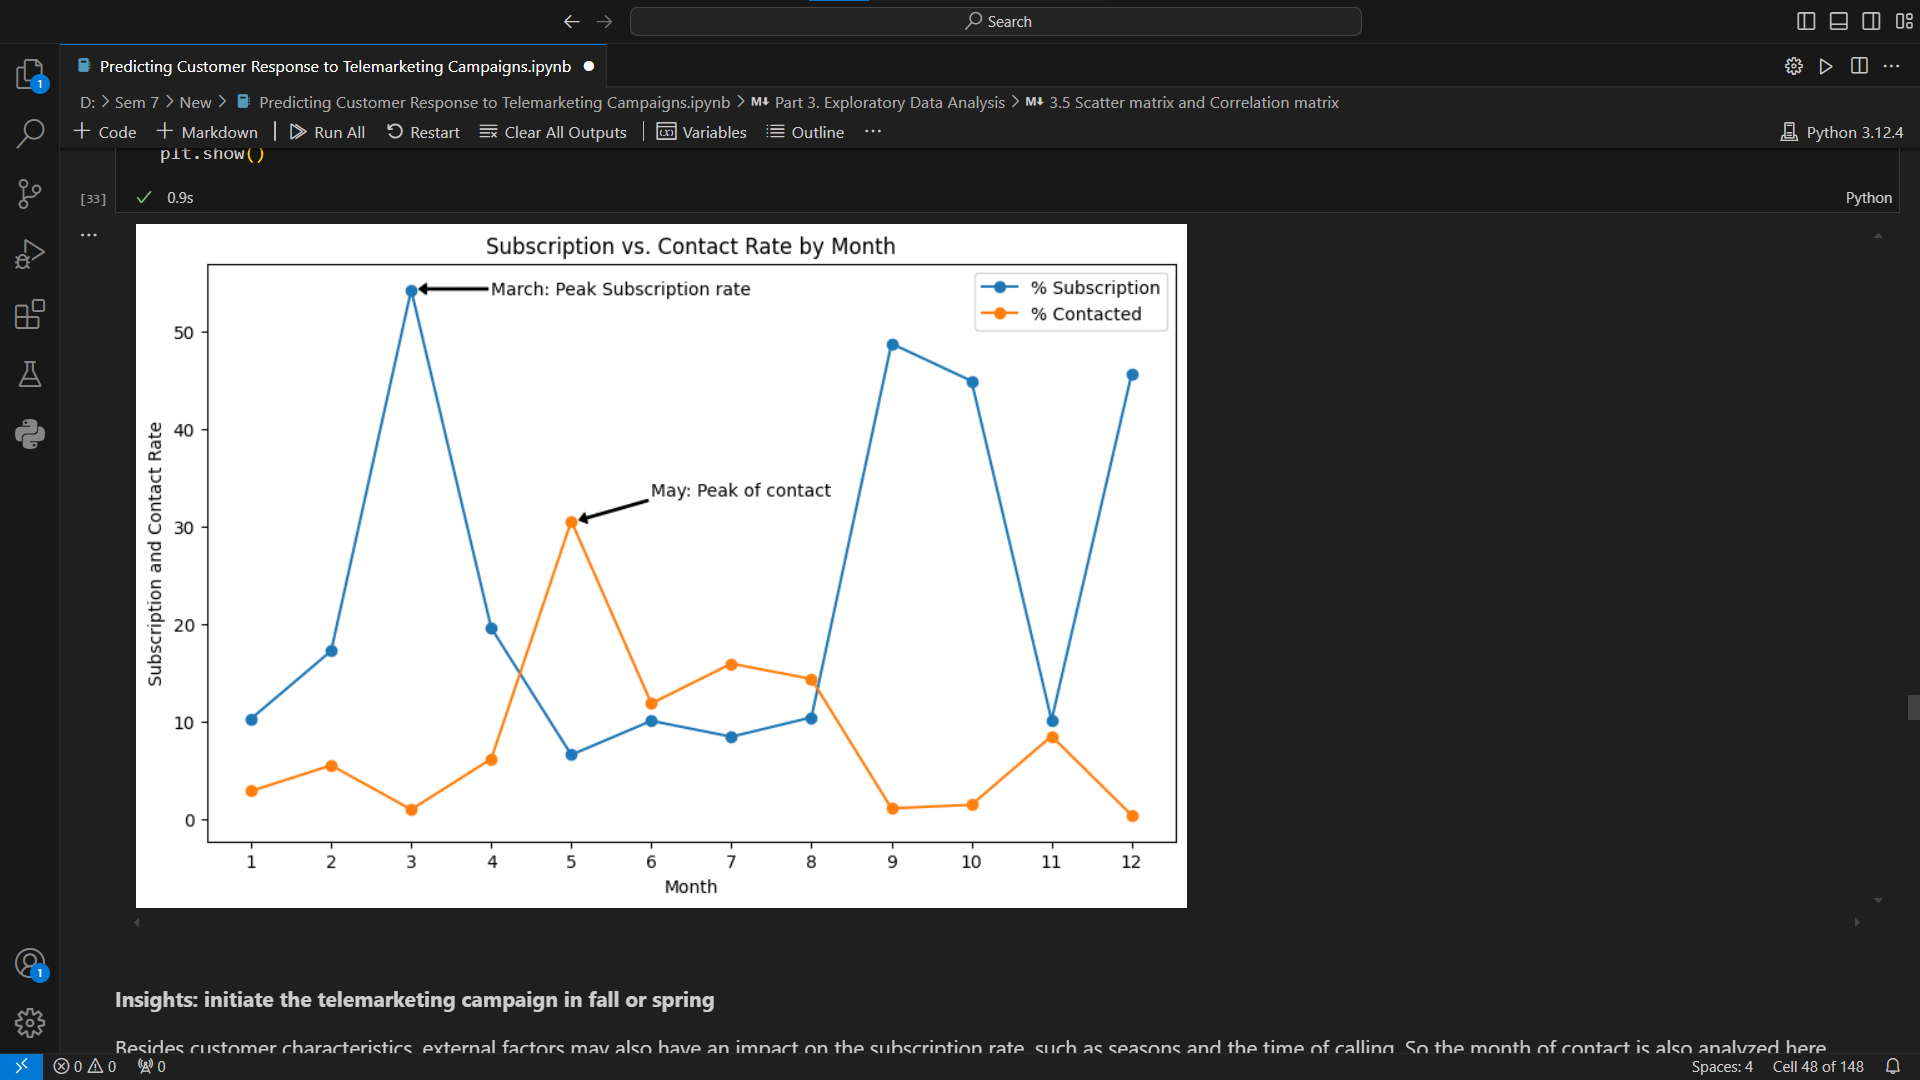 Search
Predicting Customer Response to Telemarketing Campaigns.ipynb
D: > Sem 7 > New > Predicting Customer Response to Telemarketing Campaigns.ipynb > M↓ Part 3. Exploratory Data Analysis > M↓ 3.5 Scatter matrix and Correlation matrix
+ Code + Markdown | Run All Restart Clear All Outputs | Variables Outline ...
Python 3.12.4
plt.show()
[33] ✓ 0.9s
Python
...
Subscription vs. Contact Rate by Month
March: Peak Subscription rate
% Subscription
% Contacted
May: Peak of contact
Subscription and Contact Rate
50
40
30
20
10
0
1 2 3 4 5 6 7 8 9 10 11 12
Month
Insights: initiate the telemarketing campaign in fall or spring
Besides customer characteristics, external factors may also have an impact on the subscription rate, such as seasons and the time of calling. So the month of contact is also analyzed here.
1
1
0 0 0
Spaces: 4 Cell 48 of 148